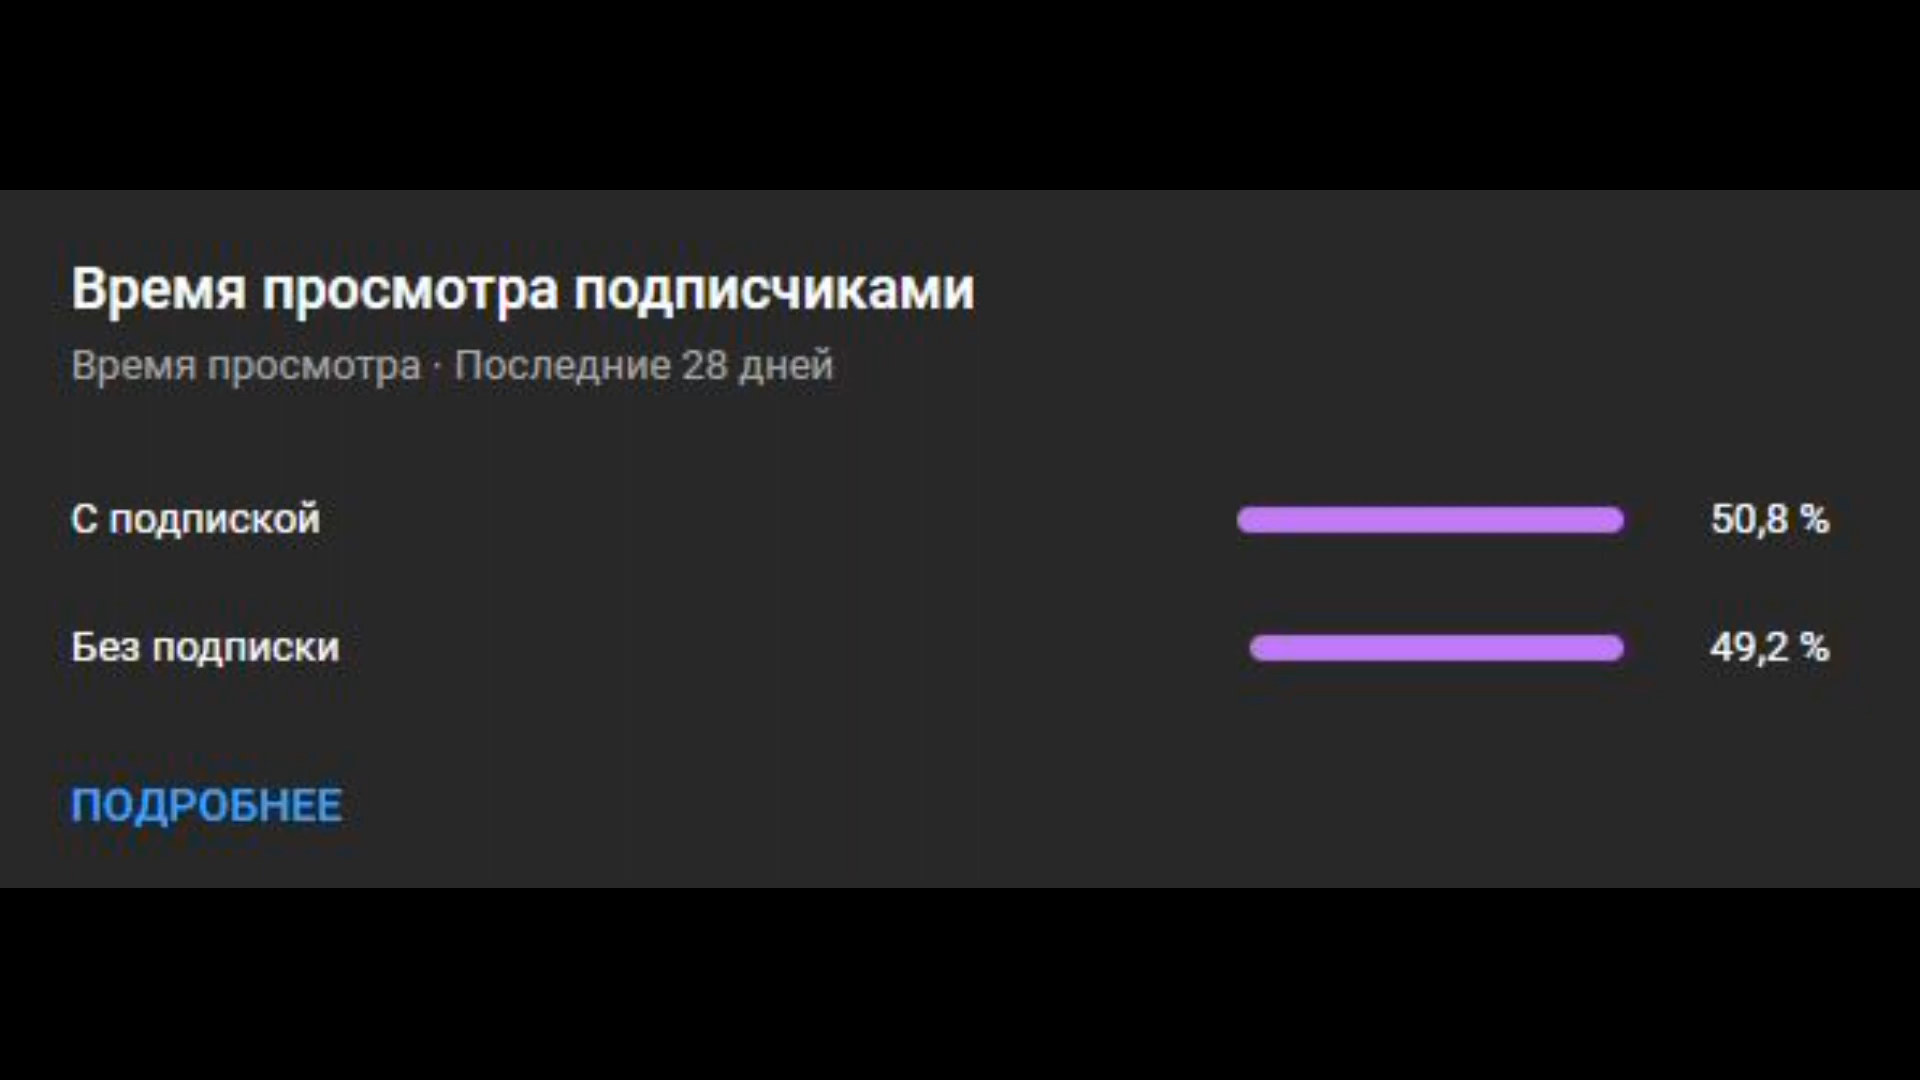 Время просмотра подписчиками
Время просмотра · Последние 28 дней
С подпиской 50,8 %
Без подписки 49,2 %
ПОДРОБНЕЕ